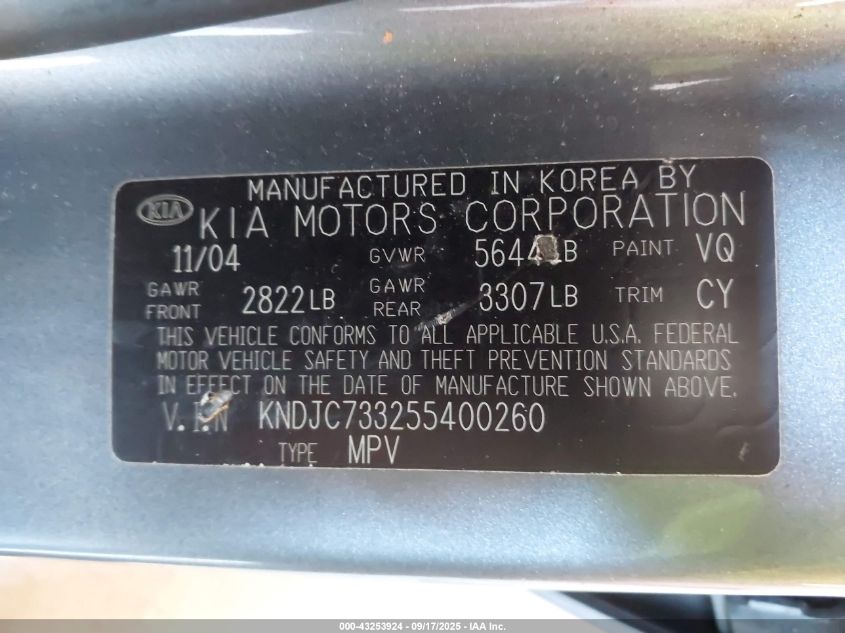 MANUFACTURED IN KOREA BY
KIA KIA MOTORS CORPORATION
11/04 GVWR LB PAINT VQ
GAWR FRONT 2822LB GAWR REAR 3307LB TRIM CY
THIS VEHICLE CONFORMS TO ALL APPLICABLE U.S.A. FEDERAL
MOTOR VEHICLE SAFETY AND THEFT PREVENTION STANDARDS
IN EFFECT ON THE DATE OF MANUFACTURE SHOWN ABOVE.
V.I.N KNDJC733255400260
TYPE MPV
000-43253924 - 09/17/2025 - IAA Inc.